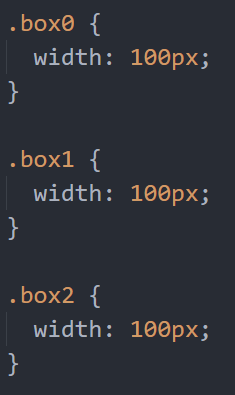 .box0 {
  width: 100px;
}

.box1 {
  width: 100px;
}

.box2 {
  width: 100px;
}